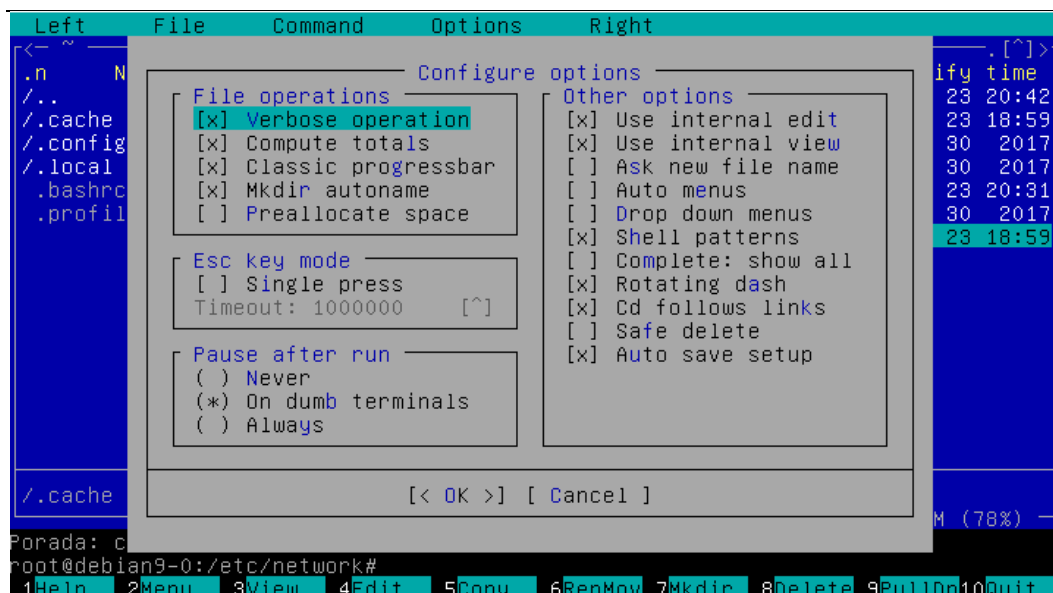 Left File Command Options Right
<— ~ .[^]>
.n N ify time
Configure options
/.. 23 20:42
/.cache 23 18:59
/.config 30 2017
/.local 30 2017
.bashrc 23 20:31
.profil 30 2017
23 18:59
File operations
[x] Verbose operation
[x] Compute totals
[x] Classic progressbar
[x] Mkdir autoname
[ ] Preallocate space
Esc key mode
[ ] Single press
Timeout: 1000000 [^]
Pause after run
( ) Never
(*) On dumb terminals
( ) Always
Other options
[x] Use internal edit
[x] Use internal view
[ ] Ask new file name
[ ] Auto menus
[ ] Drop down menus
[x] Shell patterns
[ ] Complete: show all
[x] Rotating dash
[x] Cd follows links
[ ] Safe delete
[x] Auto save setup
[< OK >] [ Cancel ]
/.cache
M (78%)
Porada: c
root@debian9-0:/etc/network#
1Help 2Menu 3View 4Edit 5Copy 6RenMov 7Mkdir 8Delete 9PullDn 10Quit